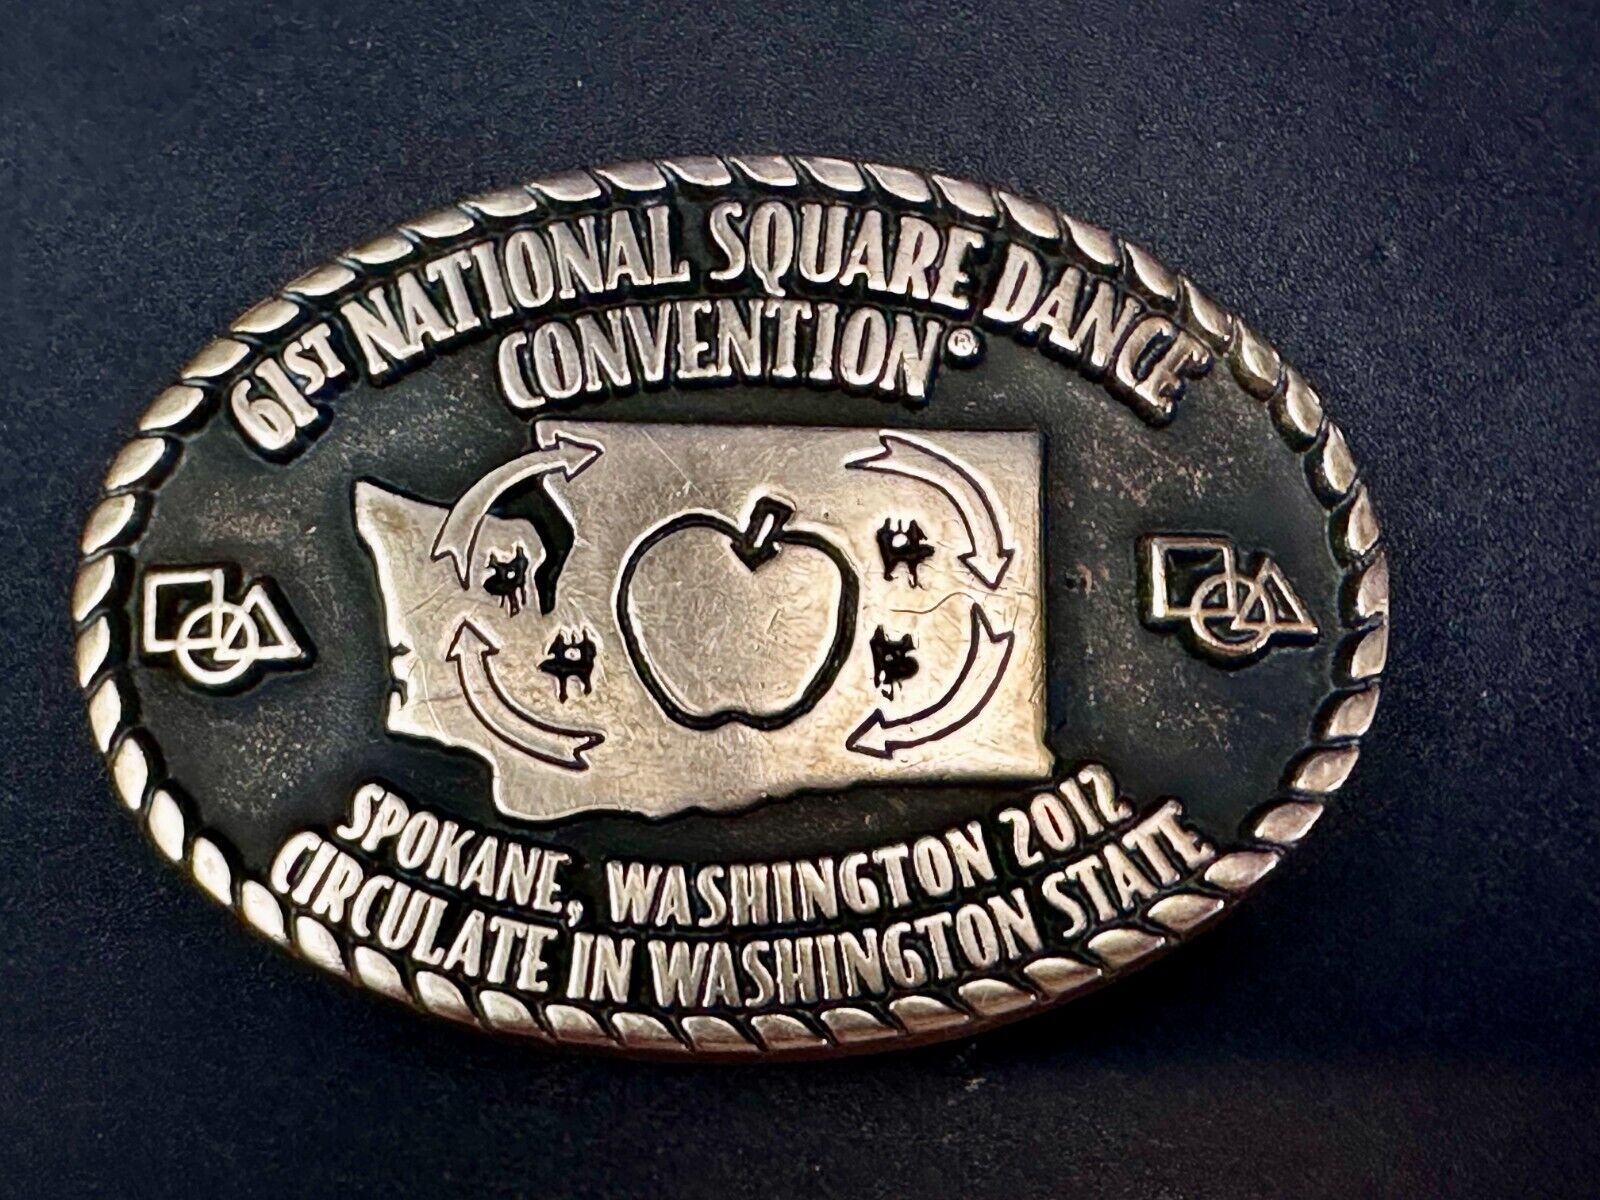 61ST NATIONAL SQUARE DANCE
CONVENTION®
SPOKANE, WASHINGTON 2012
CIRCULATE IN WASHINGTON STATE